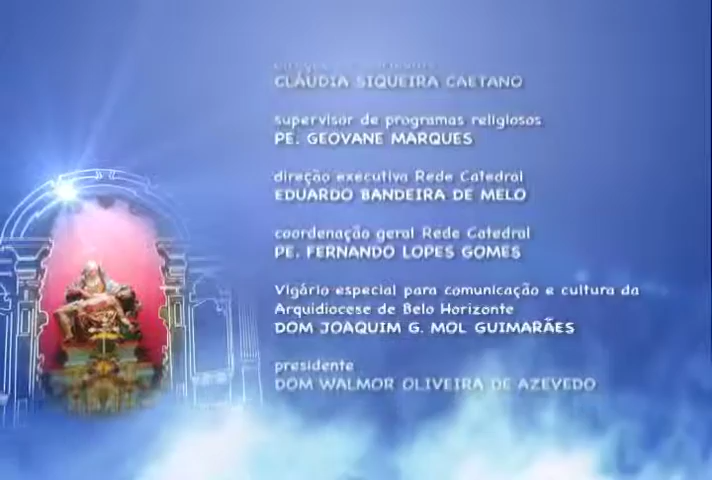 CLÁUDIA SIQUEIRA CAETANO
supervisor de programas religiosos
PE. GEOVANE MARQUES
direção executiva Rede Catedral
EDUARDO BANDEIRA DE MELO
coordenação geral Rede Catedral
PE. FERNANDO LOPES GOMES
Vigário especial para comunicação e cultura da
Arquidiocese de Belo Horizonte
DOM JOAQUIM G. MOL GUIMARÃES
presidente
DOM WALMOR OLIVEIRA DE AZEVEDO